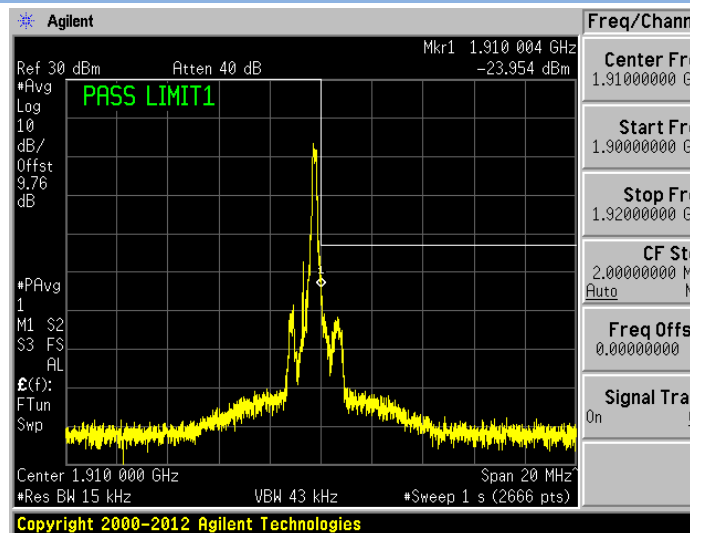 Agilent
Freq/Chann
Mkr1 1.910 004 GHz
Ref 30 dBm Atten 40 dB -23.954 dBm
#Avg
Log
10
dB/
Offst
9.76
dB
PASS LIMIT1
1
#PAvg
1
M1 S2
S3 FS
AL
£(f):
FTun
Swp
Center 1.910 000 GHz Span 20 MHz^
#Res BW 15 kHz VBW 43 kHz #Sweep 1 s (2666 pts)
Copyright 2000-2012 Agilent Technologies
Center Fr
1.91000000 G
Start Fr
1.90000000 G
Stop Fr
1.92000000 G
CF St
2.00000000 M
Auto
Freq Offs
0.00000000
Signal Tra
On